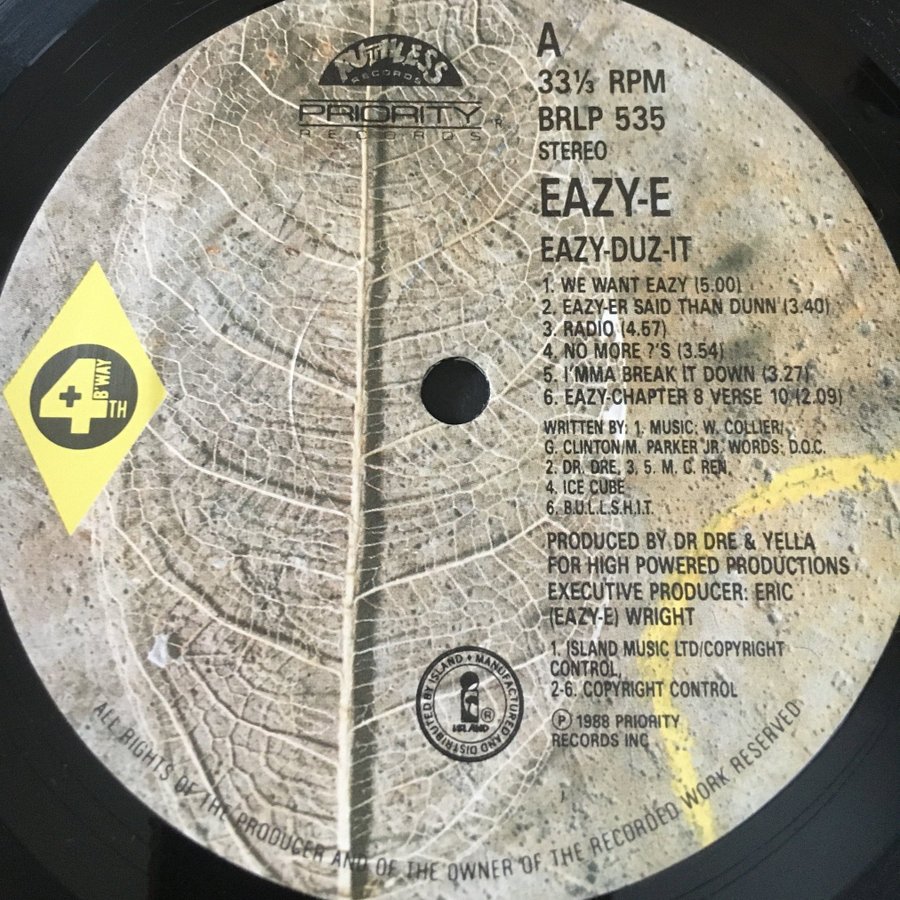 RUTHLESS
RECORDS
PRIORITY
RECORDS
R
A
33⅓ RPM
BRLP 535
STEREO
EAZY-E
EAZY-DUZ-IT
1. WE WANT EAZY (5.00)
2. EAZY-ER SAID THAN DUNN (3.40)
3. RADIO (4.57)
4. NO MORE ?'S (3.54)
5. I'MMA BREAK IT DOWN (3.27)
6. EAZY-CHAPTER 8 VERSE 10 (2.09)
WRITTEN BY: 1. MUSIC: W. COLLIER/
G. CLINTON/M. PARKER JR. WORDS: D.O.C.
2. DR. DRE, 3. 5. M. C. REN,
4. ICE CUBE
6. B.U.L.L.S.H.I.T.
PRODUCED BY DR DRE & YELLA
FOR HIGH POWERED PRODUCTIONS
EXECUTIVE PRODUCER: ERIC
(EAZY-E) WRIGHT
1. ISLAND MUSIC LTD/COPYRIGHT
CONTROL,
2-6. COPYRIGHT CONTROL
℗ 1988 PRIORITY
RECORDS INC
4TH + B'WAY
MANUFACTURED AND DISTRIBUTED BY ISLAND +
ISLAND ®
ALL RIGHTS OF THE PRODUCER AND OF THE OWNER OF THE RECORDED WORK RESERVED